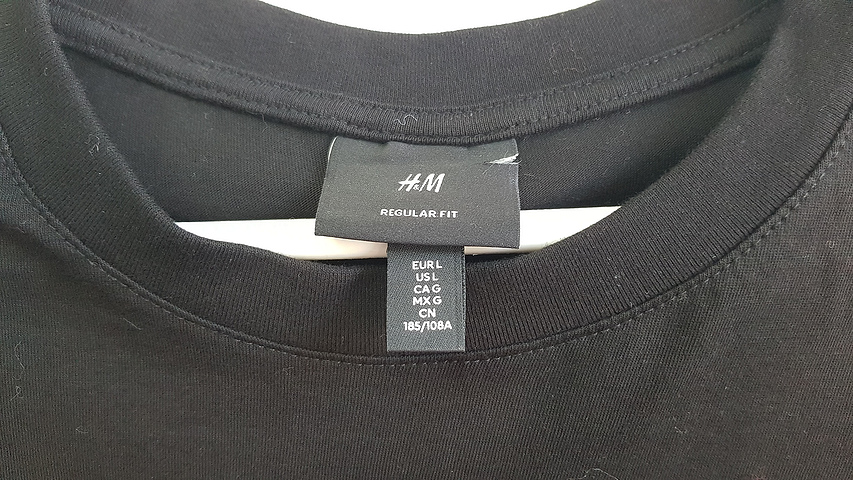 H&M
REGULAR FIT
EUR L
US L
CA G
MX G
CN
185/108A